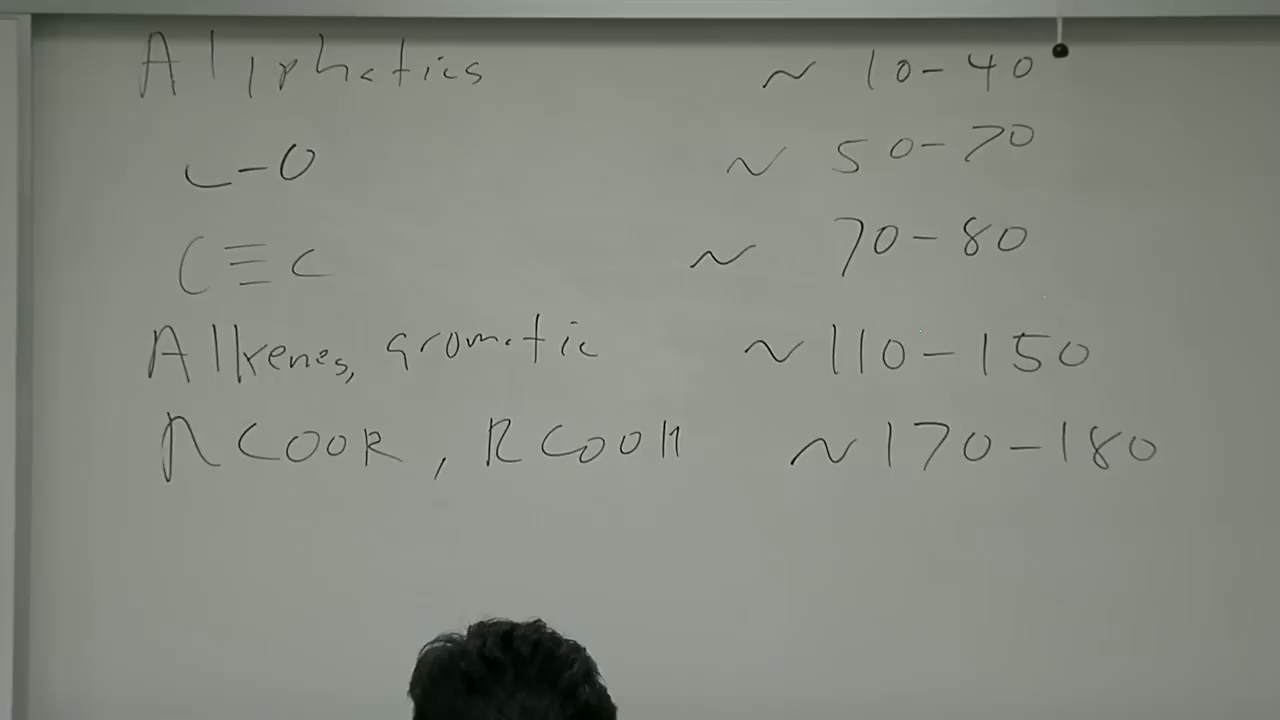 Aliphatics ~ 10-40
C-O ~ 50-70
C≡C ~ 70-80
Alkenes, aromatic ~ 110-150
RCOOR, RCOOH ~ 170-180